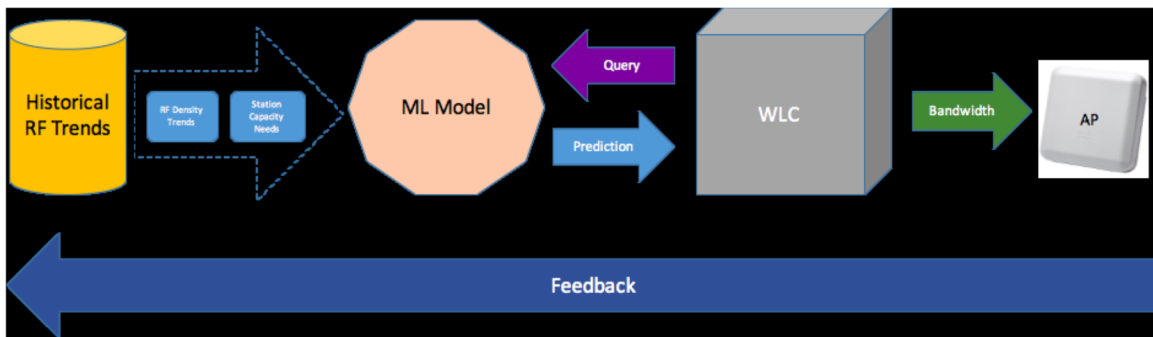 Historical
RF Trends
RF Density
Trends
Station
Capacity
Needs
ML Model
Query
Prediction
WLC
Bandwidth
AP
Feedback